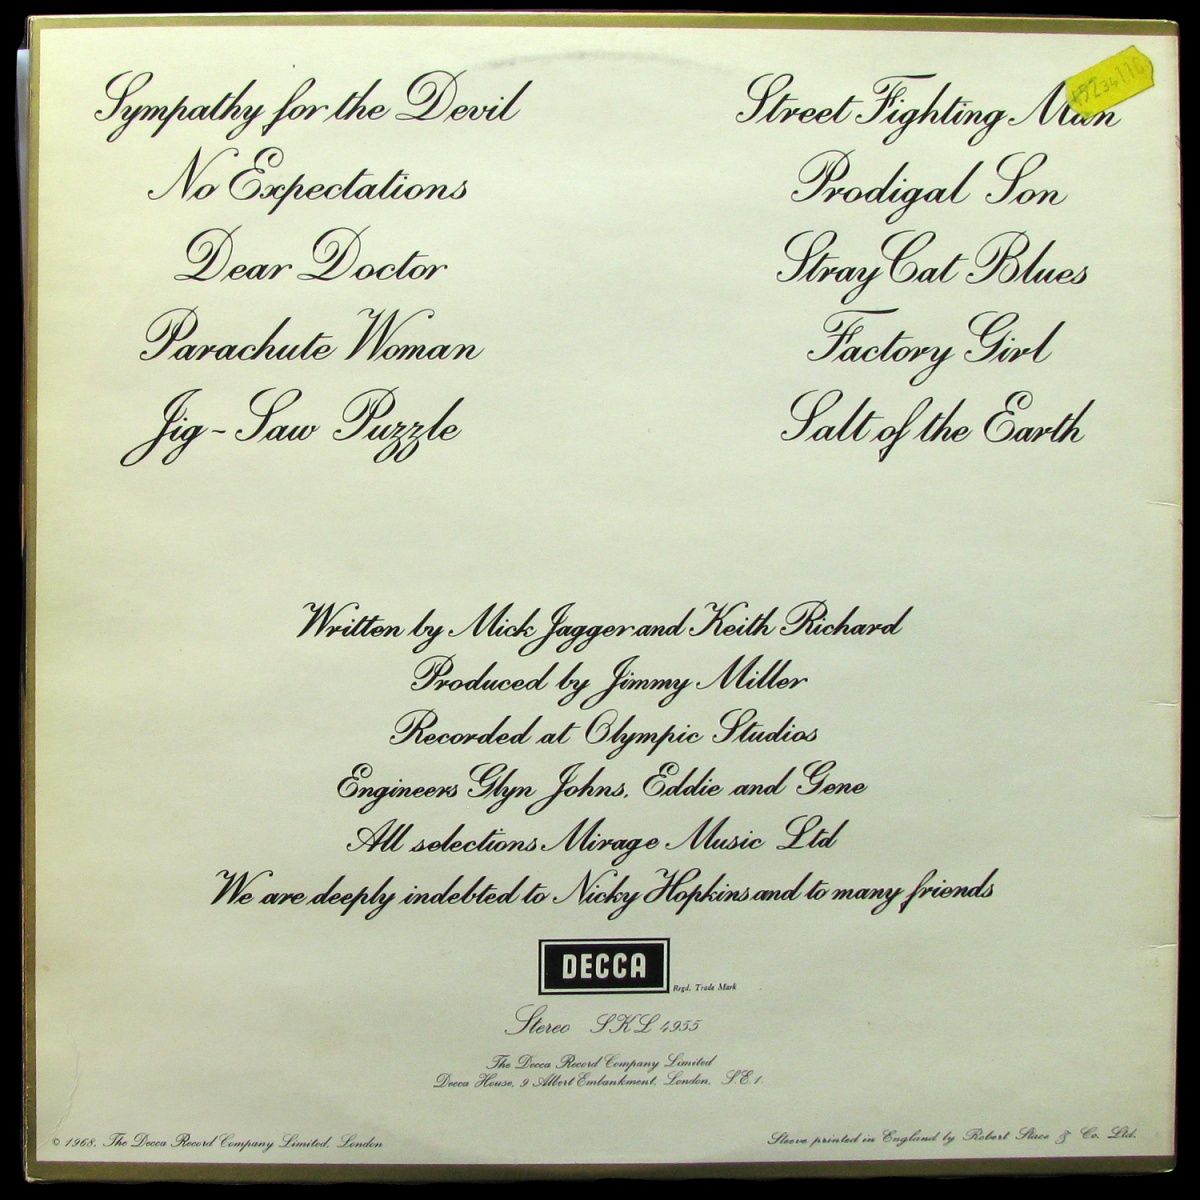 Sympathy for the Devil
No Expectations
Dear Doctor
Parachute Woman
Jig-Saw Puzzle
Street Fighting Man
Prodigal Son
Stray Cat Blues
Factory Girl
Salt of the Earth
Written by Mick Jagger and Keith Richard
Produced by Jimmy Miller
Recorded at Olympic Studios
Engineers Glyn Johns, Eddie and Gene
All selections Mirage Music Ltd
We are deeply indebted to Nicky Hopkins and to many friends
DECCA
Regd. Trade Mark
Stereo SKL 4955
The Decca Record Company Limited
Decca House, 9 Albert Embankment, London, S.E.1.
© 1968, The Decca Record Company Limited, London
Sleeve printed in England by Robert Stace & Co. Ltd.